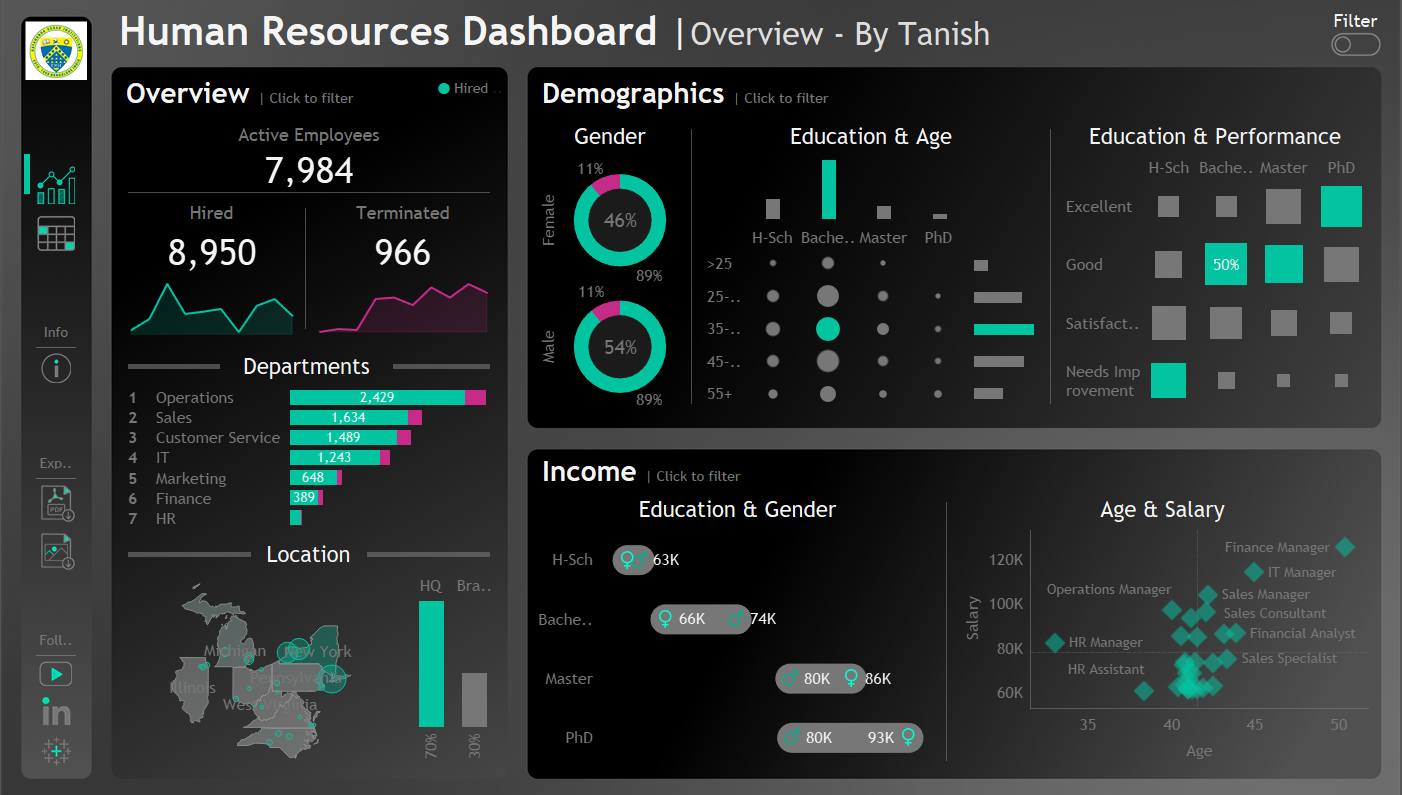 Human Resources Dashboard |Overview - By Tanish
Filter
Info
Exp..
PDF
Foll..
in
Overview | Click to filter
Hired ..
Active Employees
7,984
Hired
8,950
Terminated
966
Departments
1 Operations 2,429
2 Sales 1,634
3 Customer Service 1,489
4 IT 1,243
5 Marketing 648
6 Finance 389
7 HR
Location
HQ Bra..
Michigan
New York
Illinois
Pennsylvania
West Virginia
70% 30%
Demographics | Click to filter
Gender
11%
Female
46%
89%
11%
Male
54%
89%
Education & Age
H-Sch Bache.. Master PhD
>25
25-..
35-..
45-..
55+
Education & Performance
H-Sch Bache.. Master PhD
Excellent
Good 50%
Satisfact..
Needs Imp
rovement
Income | Click to filter
Education & Gender
H-Sch 63K
Bache.. 66K 74K
Master 80K 86K
PhD 80K 93K
Age & Salary
Salary
120K
100K
80K
60K
Finance Manager
IT Manager
Operations Manager
Sales Manager
Sales Consultant
Financial Analyst
HR Manager
Sales Specialist
HR Assistant
35 40 45 50
Age